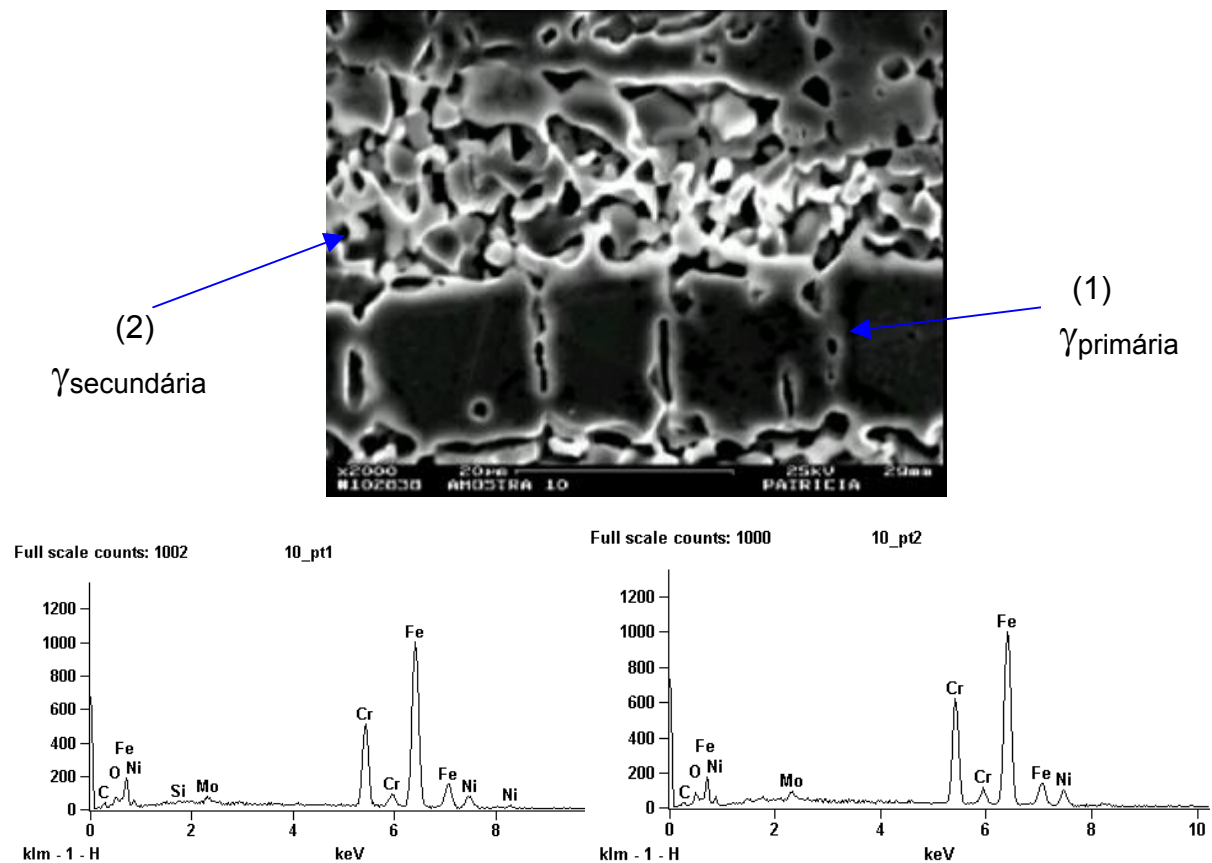 (2)
γsecundária
(1)
γprimária
x2000 20µm 25kV 29mm
#102838 AMOSTRA 10 PATRICIA
Full scale counts: 1002 10_pt1
1200
1000
800
600
400
200
0
C
O
Fe
Ni
Si
Mo
Cr
Cr
Fe
Fe
Ni
Ni
0 2 4 6 8
klm - 1 - H keV
Full scale counts: 1000 10_pt2
1200
1000
800
600
400
200
0
C
O
Fe
Ni
Mo
Cr
Cr
Fe
Fe
Ni
0 2 4 6 8 10
klm - 1 - H keV